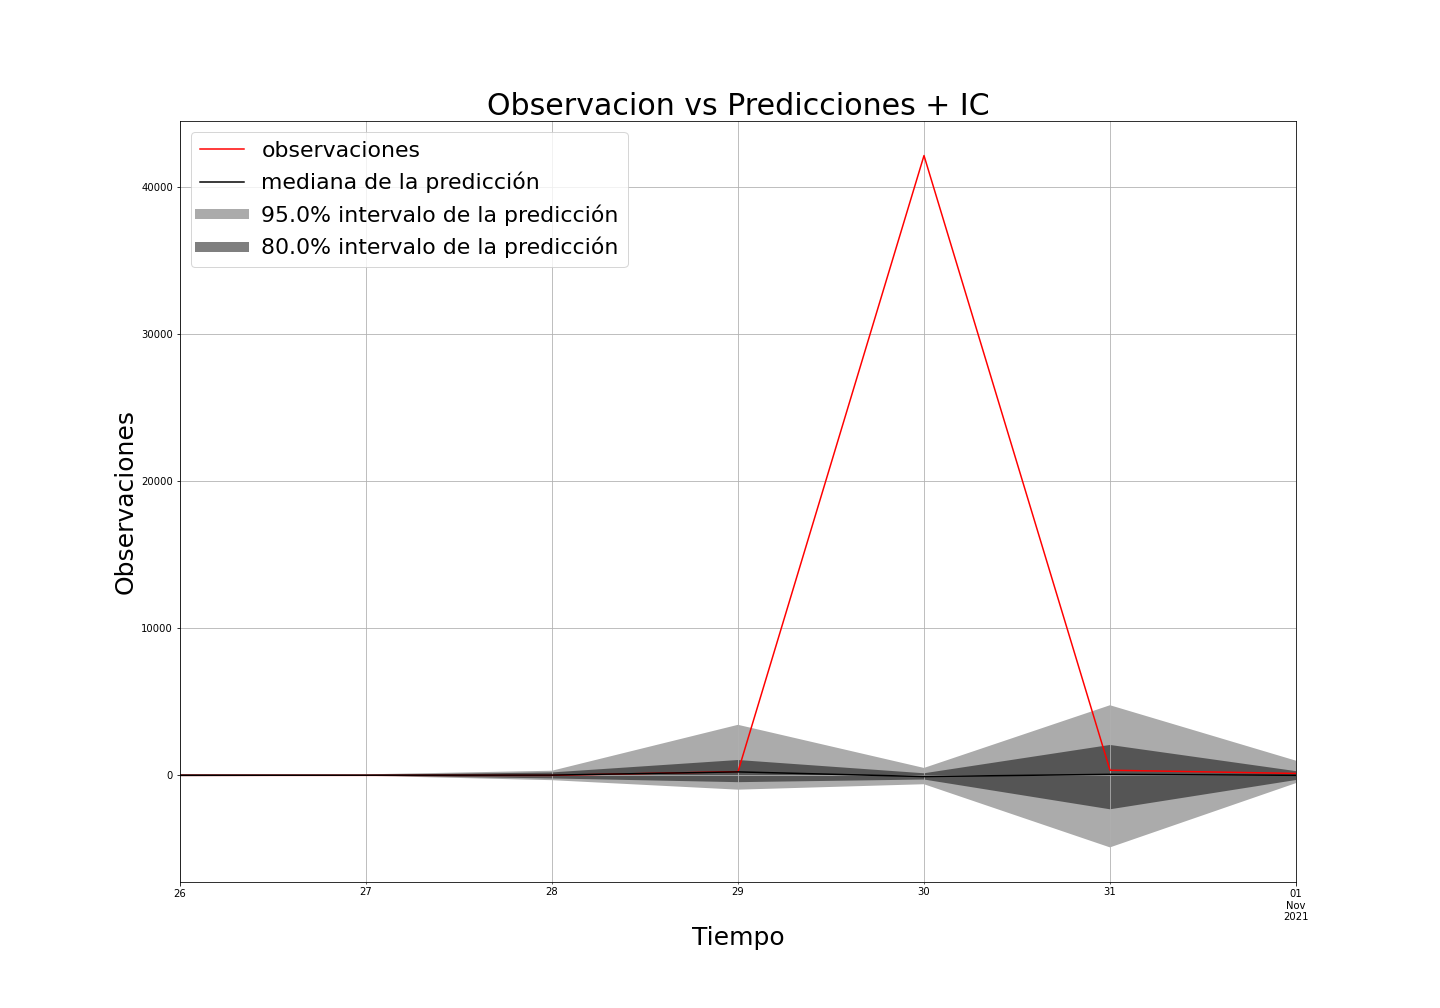 Observacion vs Predicciones + IC
observaciones
mediana de la predicción
95.0% intervalo de la predicción
80.0% intervalo de la predicción
Observaciones
40000
30000
20000
10000
0
26 27 28 29 30 31 01
Nov
2021
Tiempo